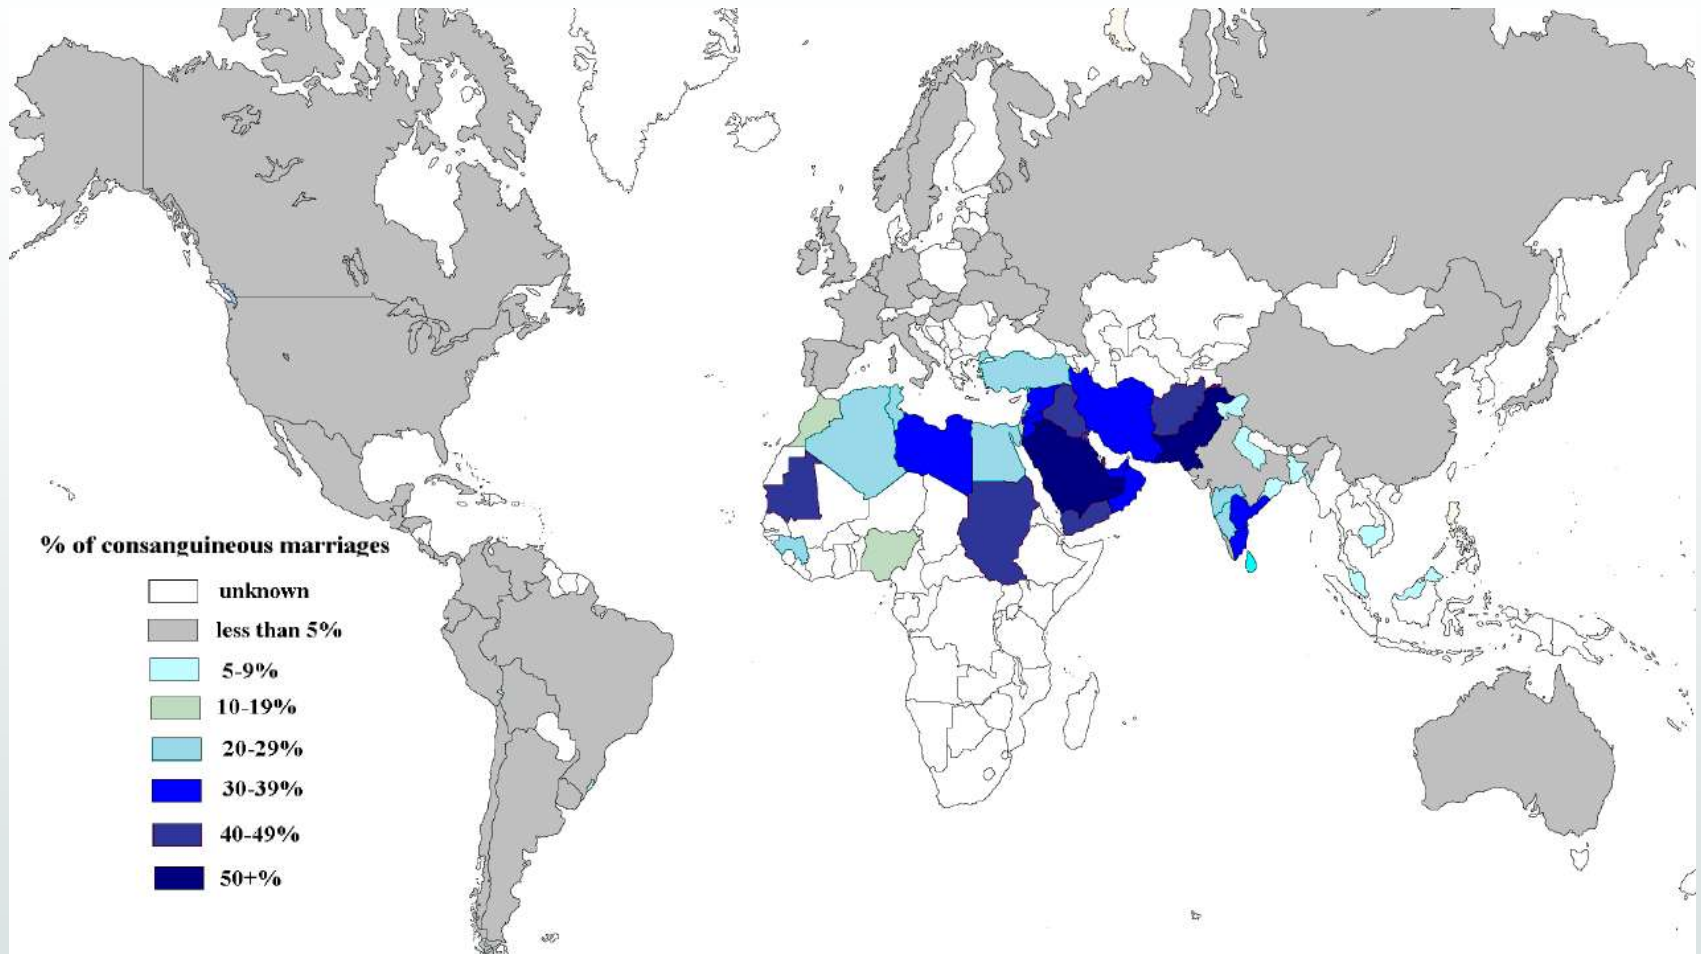 % of consanguineous marriages
unknown
less than 5%
5-9%
10-19%
20-29%
30-39%
40-49%
50+%